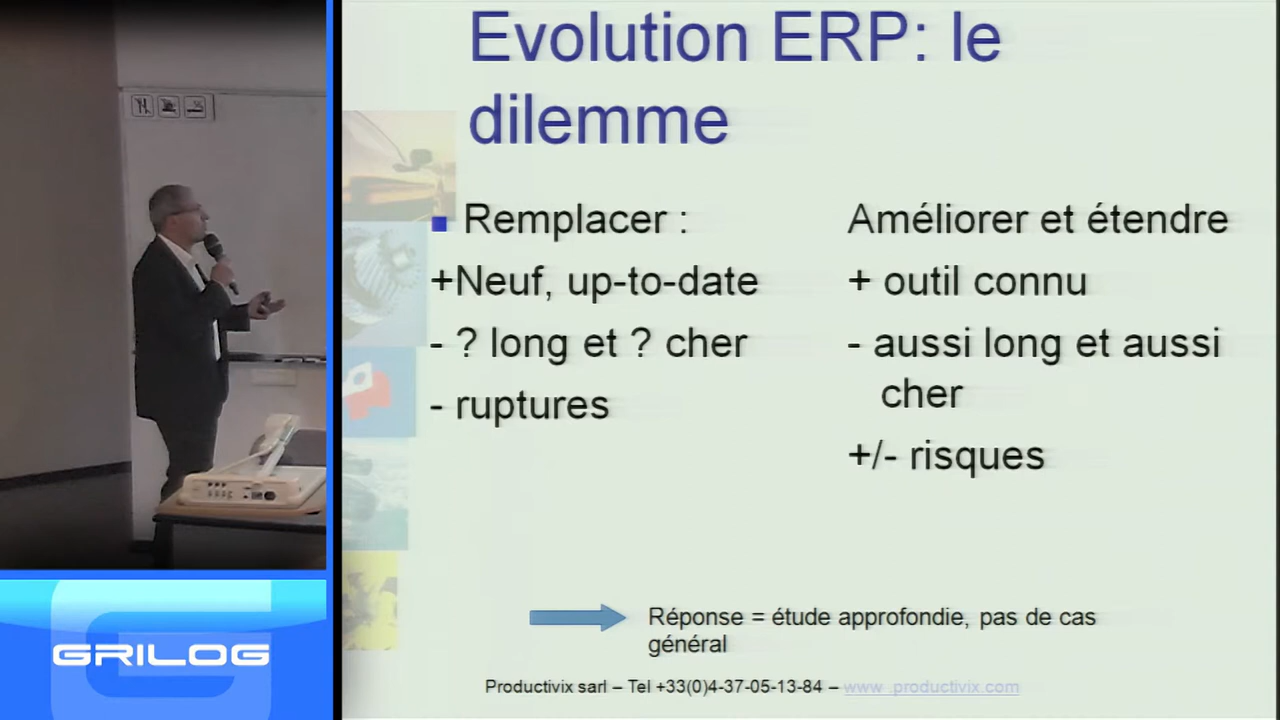 Evolution ERP: le
dilemme
Remplacer :
+Neuf, up-to-date
- ? long et ? cher
- ruptures
Améliorer et étendre
+ outil connu
- aussi long et aussi
cher
+/- risques
Réponse = étude approfondie, pas de cas
général
Productivix sarl – Tel +33(0)4-37-05-13-84 – www .productivix.com
GRILOG